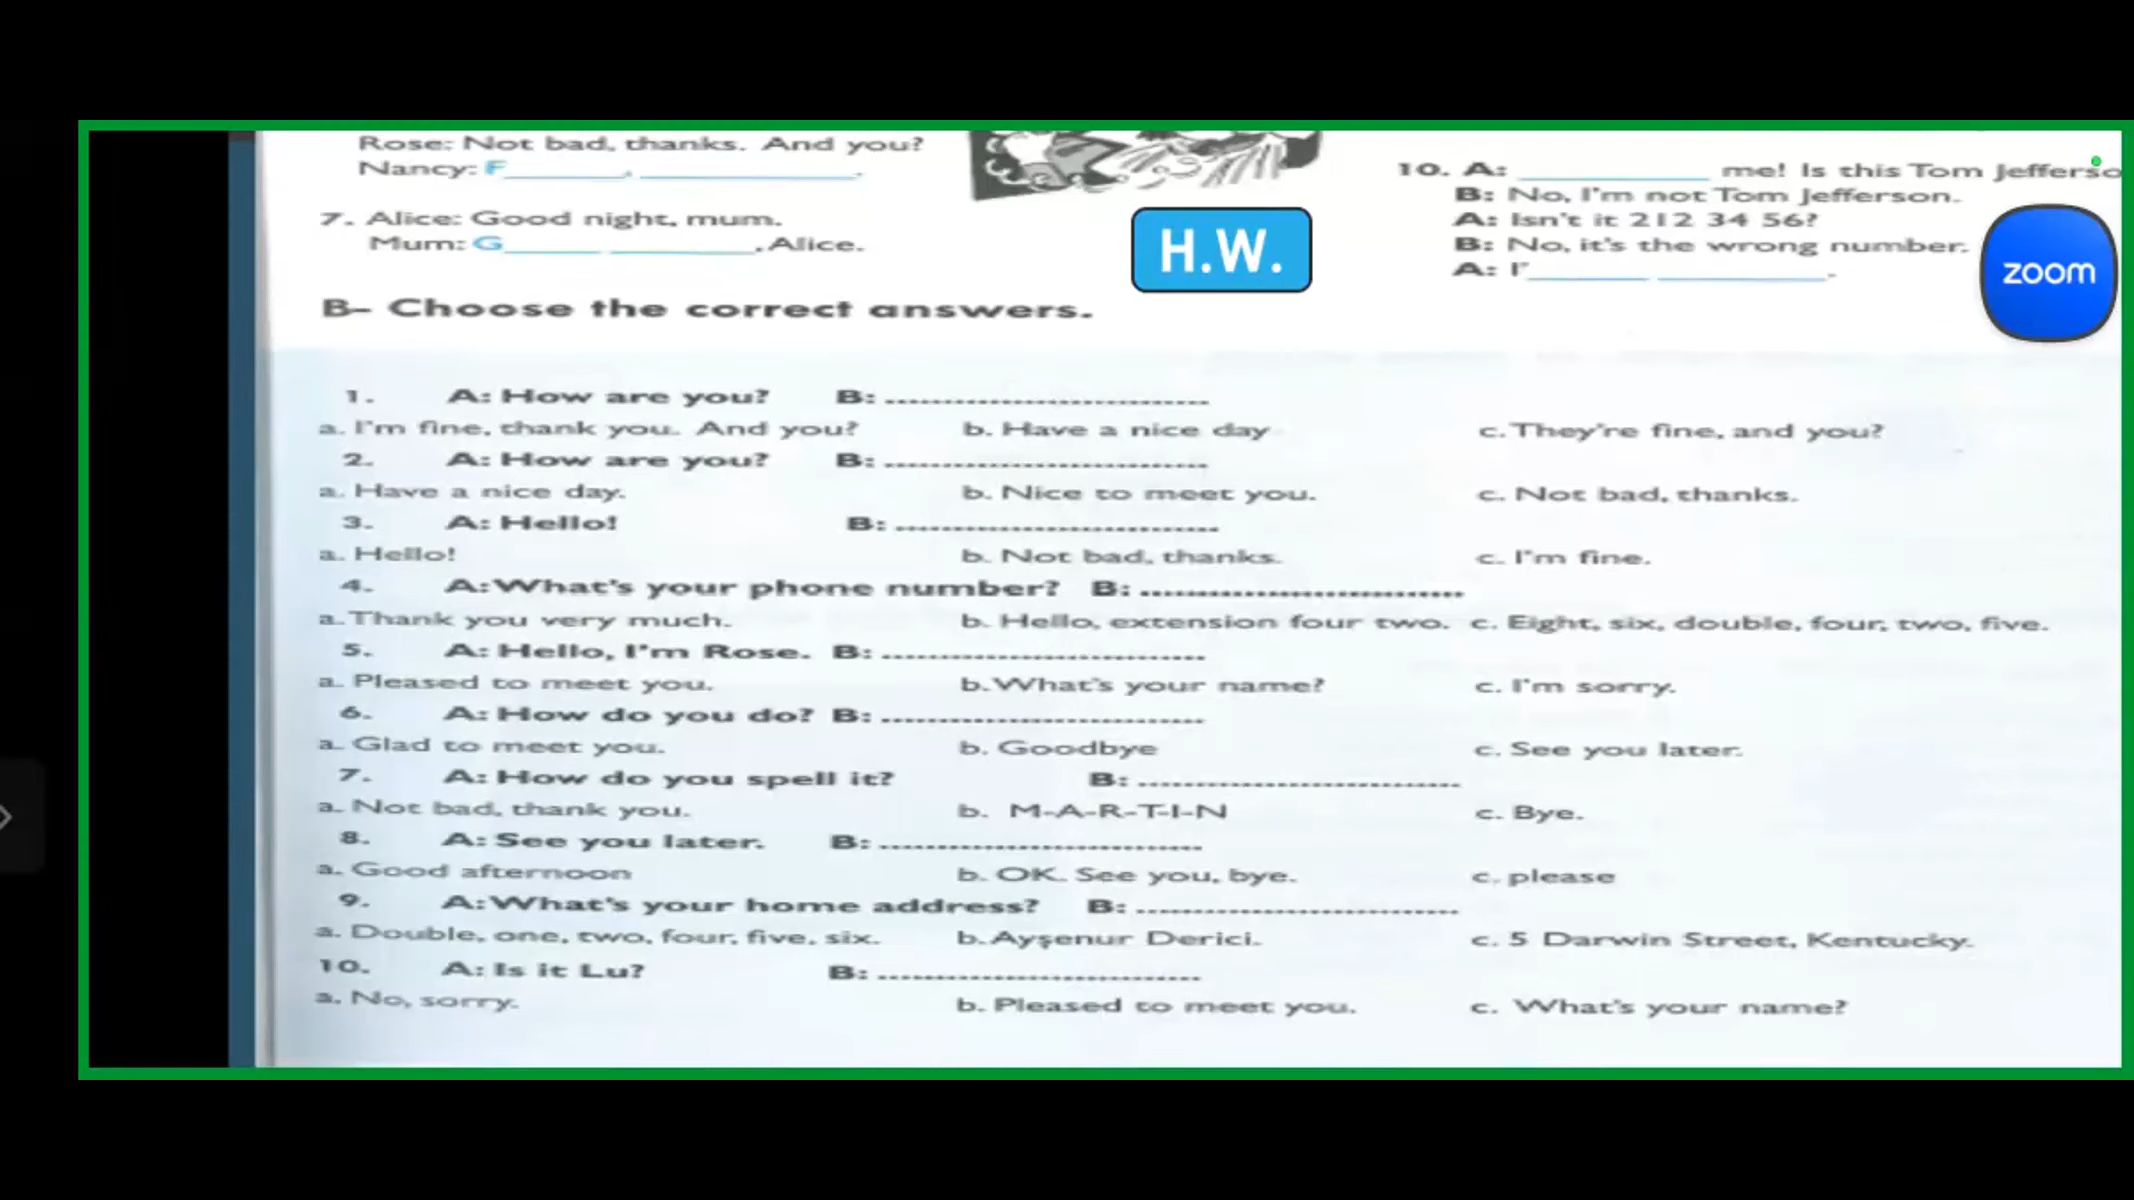 Rose: Not bad, thanks. And you?
Nancy: F________, ______________.
7. Alice: Good night, mum.
Mum: G______ _________, Alice.
10. A: ____________ me! Is this Tom Jefferso
B: No, I'm not Tom Jefferson.
A: Isn't it 212 34 56?
B: No, it's the wrong number.
A: I'________ ___________.
H.W.
zoom
B- Choose the correct answers.
1. A: How are you? B: ............................
a. I'm fine, thank you. And you? b. Have a nice day c. They're fine, and you?
2. A: How are you? B: ............................
a. Have a nice day. b. Nice to meet you. c. Not bad, thanks.
3. A: Hello! B: ............................
a. Hello! b. Not bad, thanks. c. I'm fine.
4. A: What's your phone number? B: ............................
a. Thank you very much. b. Hello, extension four two. c. Eight, six, double, four, two, five.
5. A: Hello, I'm Rose. B: ............................
a. Pleased to meet you. b. What's your name? c. I'm sorry.
6. A: How do you do? B: ............................
a. Glad to meet you. b. Goodbye c. See you later.
7. A: How do you spell it? B: ............................
a. Not bad, thank you. b. M-A-R-T-I-N c. Bye.
8. A: See you later. B: ............................
a. Good afternoon b. OK. See you, bye. c. please
9. A: What's your home address? B: ............................
a. Double, one, two, four, five, six. b. Ayşenur Derici. c. 5 Darwin Street, Kentucky.
10. A: Is it Lu? B: ............................
a. No, sorry. b. Pleased to meet you. c. What's your name?